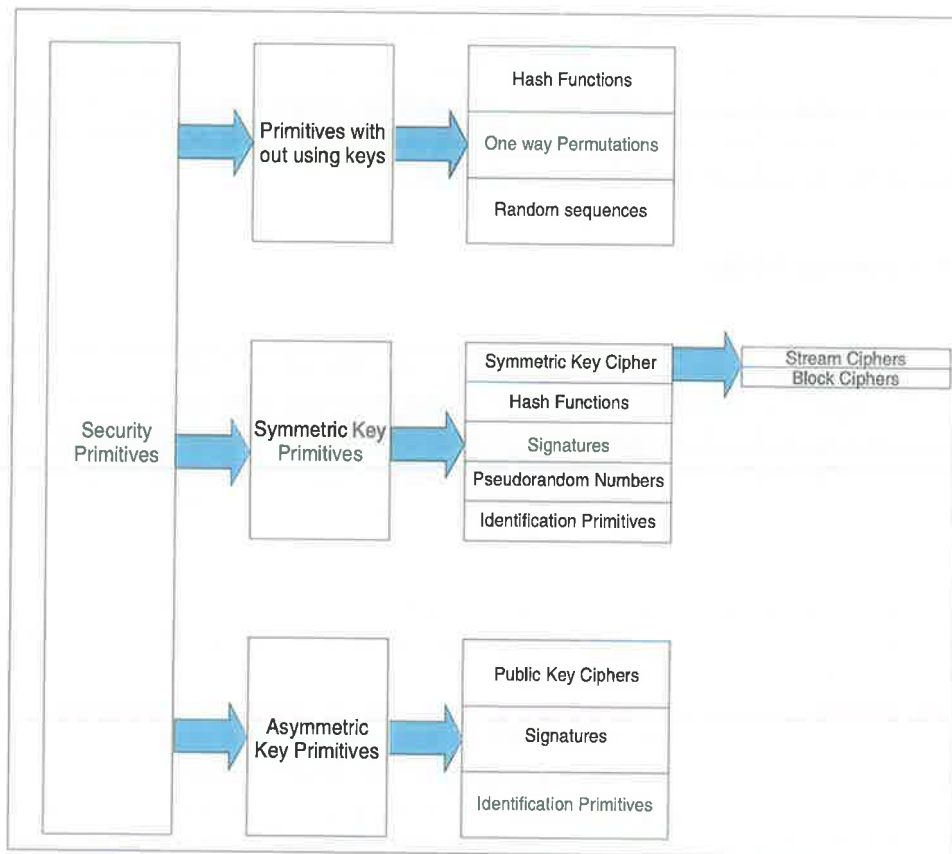 Security
Primitives
Primitives with
out using keys
Hash Functions
One way Permutations
Random sequences
Symmetric Key
Primitives
Symmetric Key Cipher
Hash Functions
Signatures
Pseudorandom Numbers
Identification Primitives
Stream Ciphers
Block Ciphers
Asymmetric
Key Primitives
Public Key Ciphers
Signatures
Identification Primitives